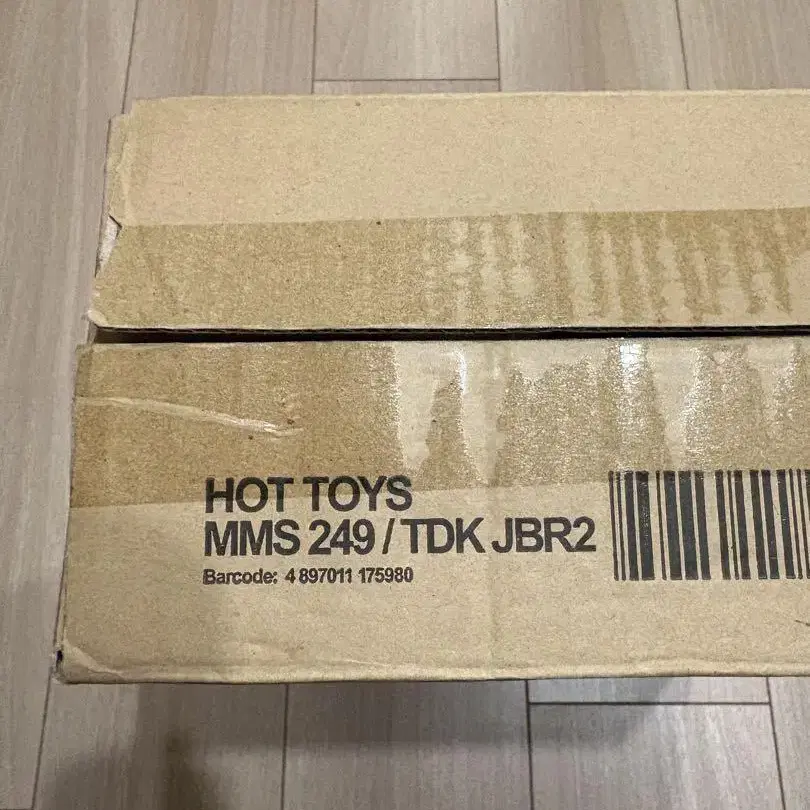 HOT TOYS
MMS 249 / TDK JBR2
Barcode: 4 897011 175980